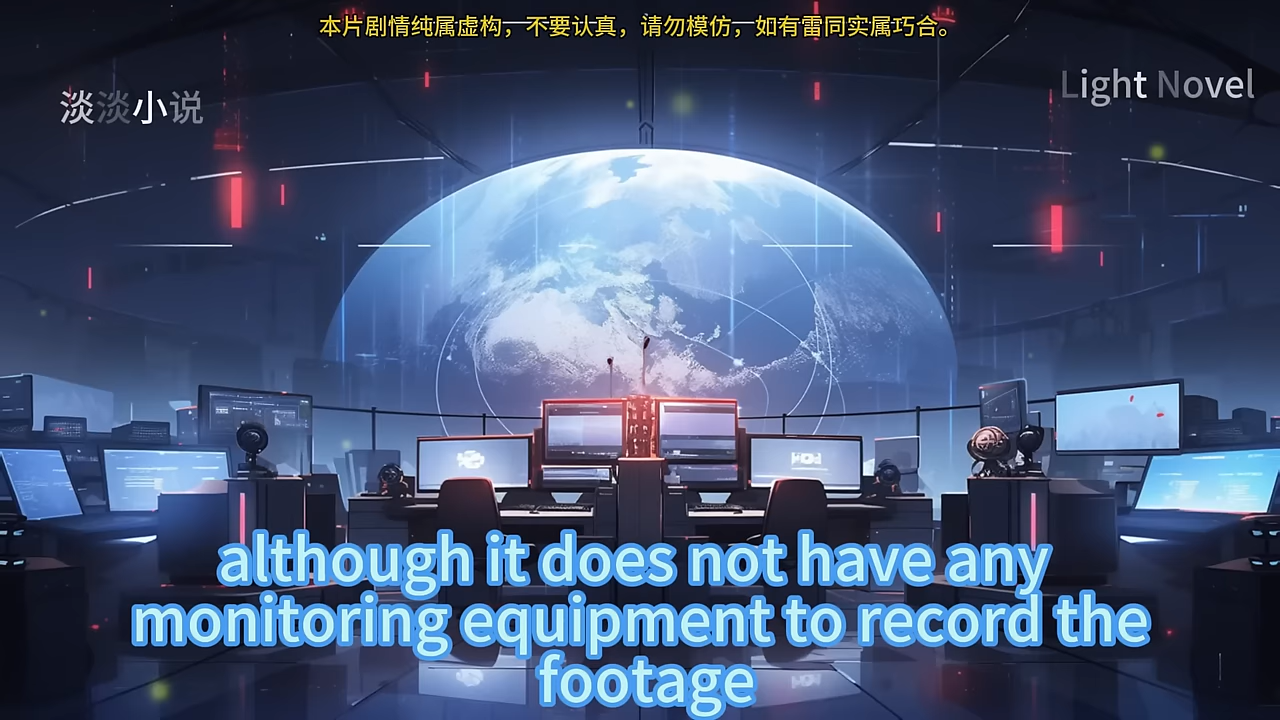 本片剧情纯属虚构，不要认真，请勿模仿，如有雷同实属巧合。
淡淡小说
Light Novel
although it does not have any
monitoring equipment to record the
footage